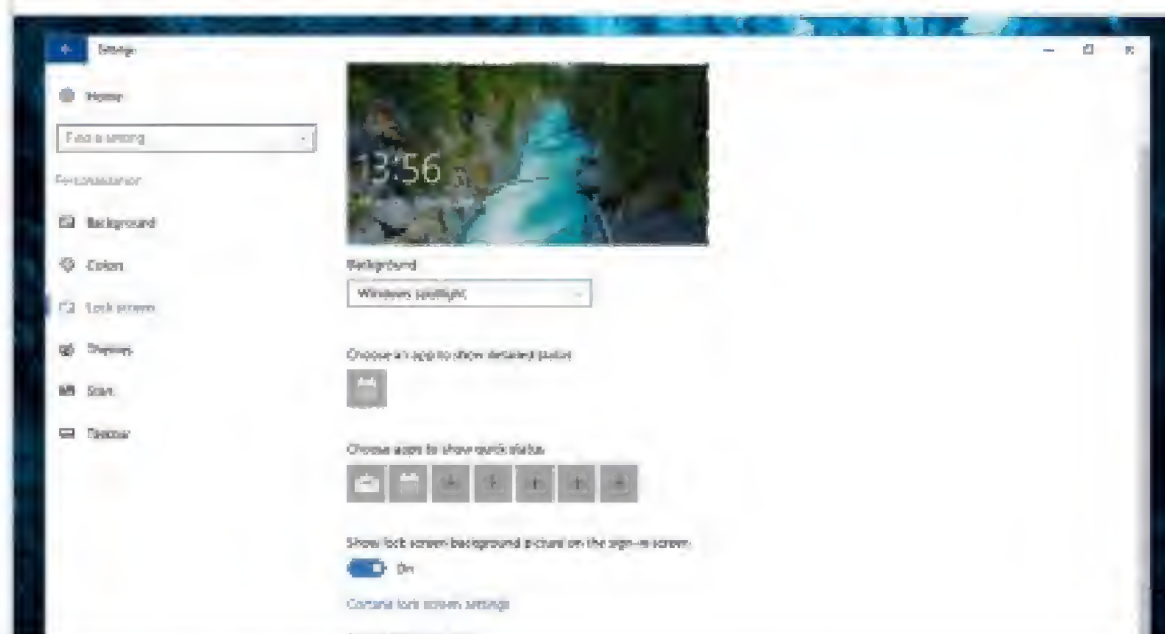 Settings
Home
Find a setting
Personalization
Background
Colors
Lock screen
Themes
Start
Taskbar
13:56
Background
Windows spotlight
Choose an app to show detailed status
Choose apps to show quick status
Show lock screen background picture on the sign-in screen
On
Cortana lock screen settings